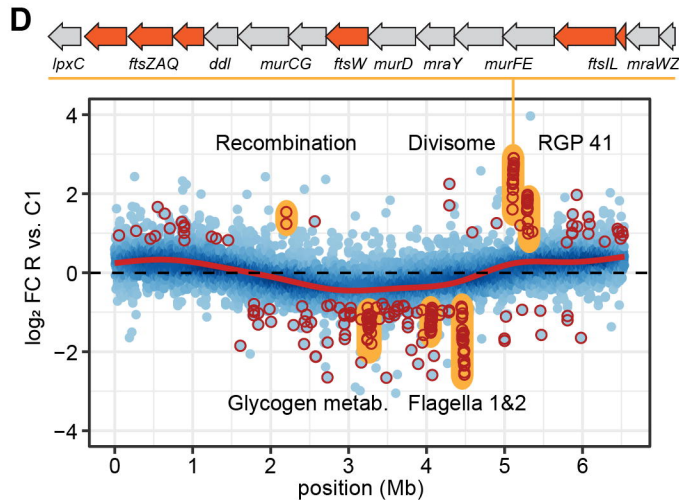 D
lpxC ftsZAQ ddl murCG ftsW murD mraY murFE ftsIL mraWZ
Recombination Divisome RGP 41
Glycogen metab. Flagella 1&2
4
2
0
−2
−4
log₂ FC R vs. C1
0 1 2 3 4 5 6
position (Mb)